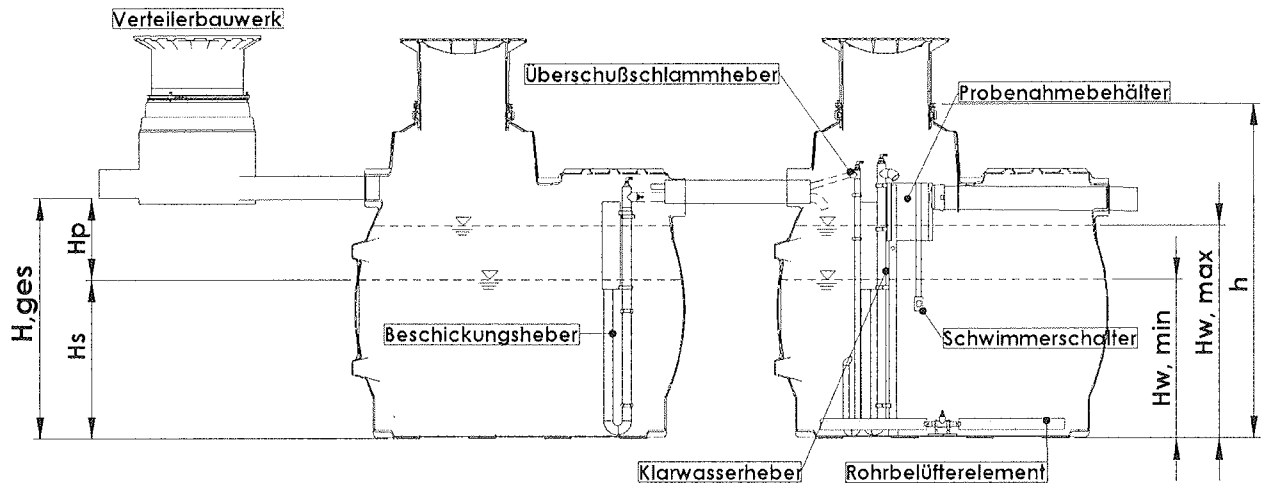 Verteilerbauwerk
Überschußschlammheber
Probenahmebehälter
H,ges
Hp
Hs
Beschickungsheber
Schwimmerschalter
Hw, min
Hw, max
h
Klarwasserheber
Rohrbelüfterelement